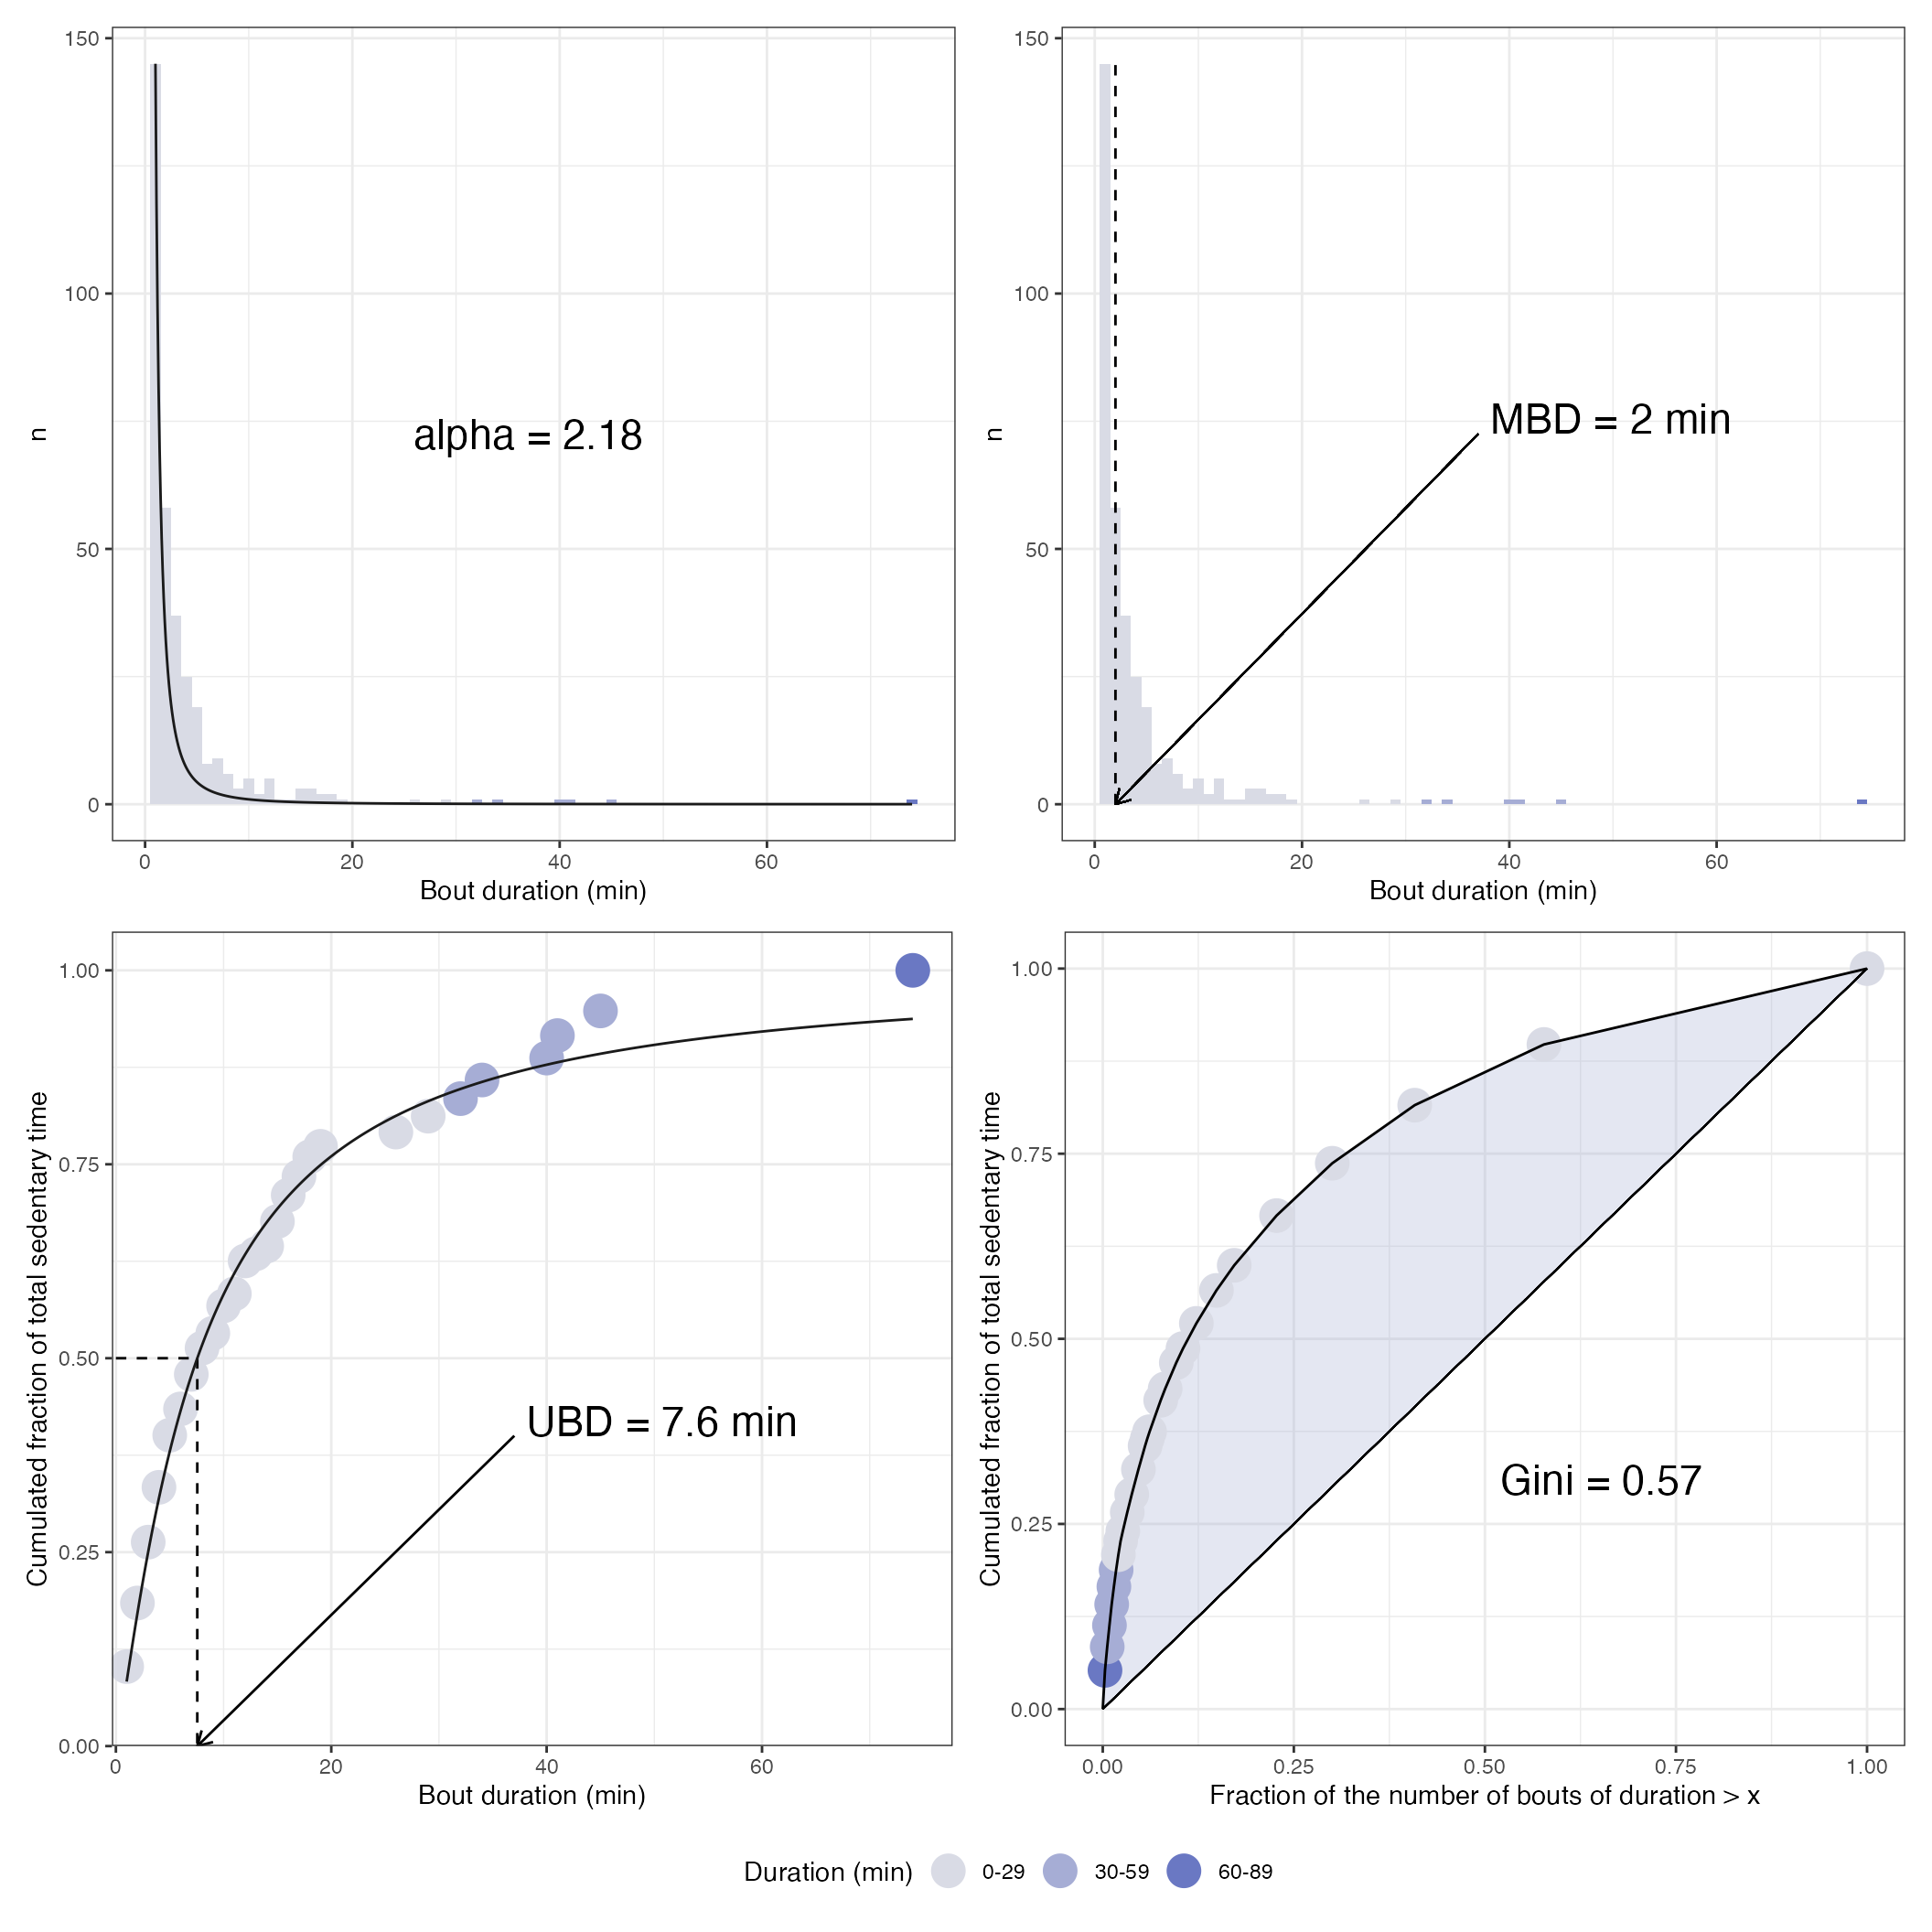 150
100
50
0
n
alpha = 2.18
0 20 40 60
Bout duration (min)
150
100
50
0
n
MBD = 2 min
0 20 40 60
Bout duration (min)
1.00
0.75
0.50
0.25
0.00
Cumulated fraction of total sedentary time
UBD = 7.6 min
0 20 40 60
Bout duration (min)
1.00
0.75
0.50
0.25
0.00
Cumulated fraction of total sedentary time
Gini = 0.57
0.00 0.25 0.50 0.75 1.00
Fraction of the number of bouts of duration > x
Duration (min) 0-29 30-59 60-89